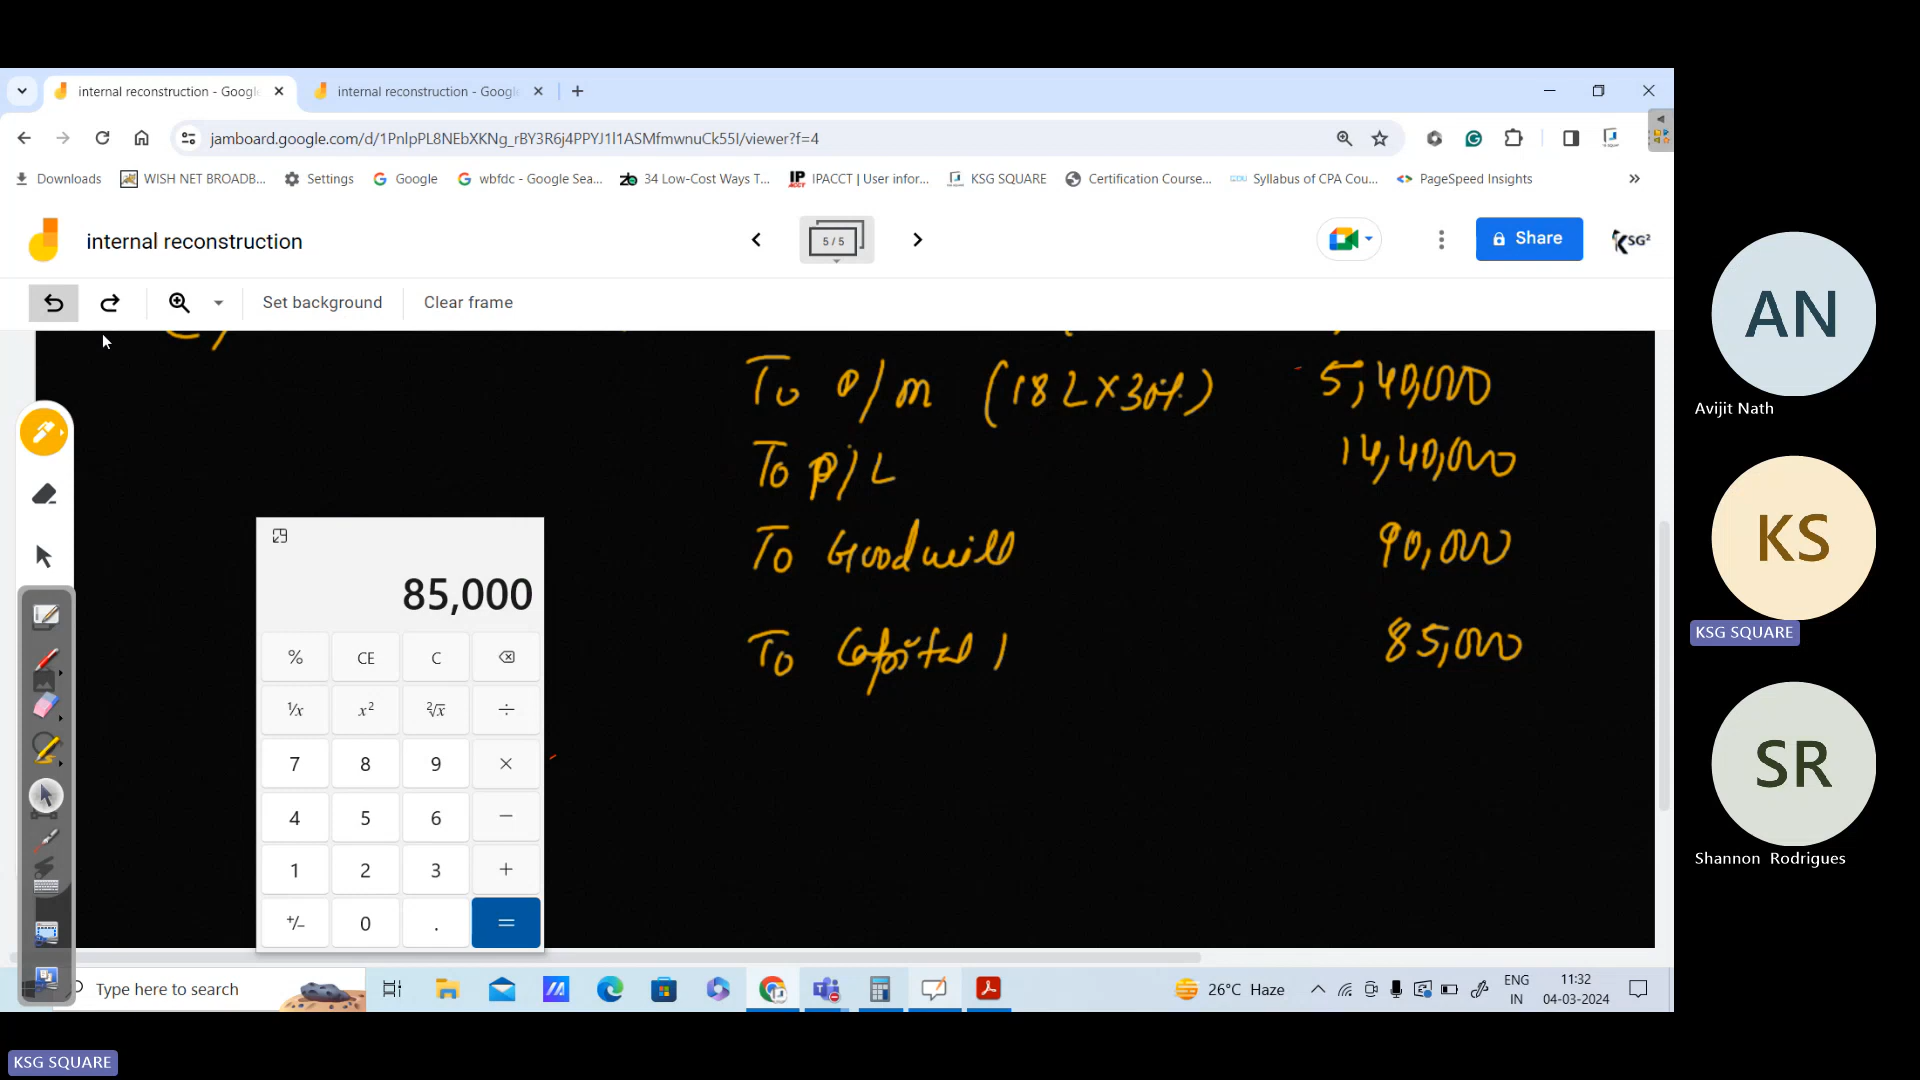 internal reconstruction - Googl
internal reconstruction - Googl
jamboard.google.com/d/1PnlpPL8NEbXKNg_rBY3R6j4PPYJ1l1ASMfmwnuCk55I/viewer?f=4
Downloads WISH NET BROADB... Settings Google wbfdc - Google Sea... 34 Low-Cost Ways T... IPACCT | User infor... KSG SQUARE Certification Course... Syllabus of CPA Cou... PageSpeed Insights »
internal reconstruction
5 / 5
Share
KSG²
Set background Clear frame
To P/M (18L×30%) 5,40,000
To P/L 14,40,000
To Goodwill 90,000
To Capital 85,000
85,000
% CE C
1/x x² ²√x ÷
7 8 9 ×
4 5 6 −
1 2 3 +
+/− 0 . =
AN
Avijit Nath
KS
KSG SQUARE
SR
Shannon Rodrigues
Type here to search
26°C Haze
ENG
IN
11:32
04-03-2024
KSG SQUARE